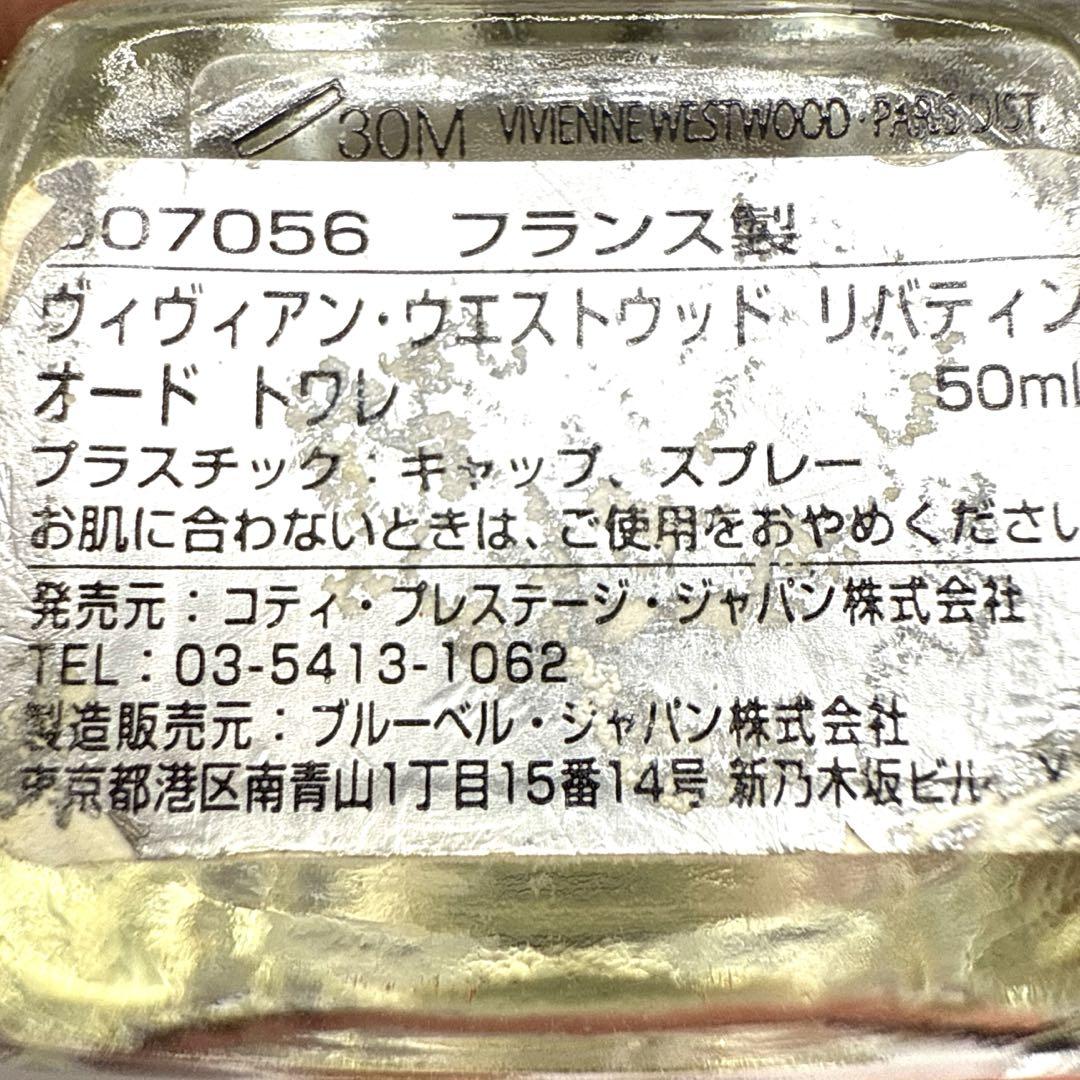 30M VIVIENNE WESTWOOD・PARIS DIST.
07056 フランス製
ヴィヴィアン・ウエストウッド リバティン
オード トワレ 50ml
プラスチック：キャップ、スプレー
お肌に合わないときは、ご使用をおやめください
発売元：コティ・プレステージ・ジャパン株式会社
TEL：03-5413-1062
製造販売元：ブルーベル・ジャパン株式会社
東京都港区南青山1丁目15番14号 新乃木坂ビル